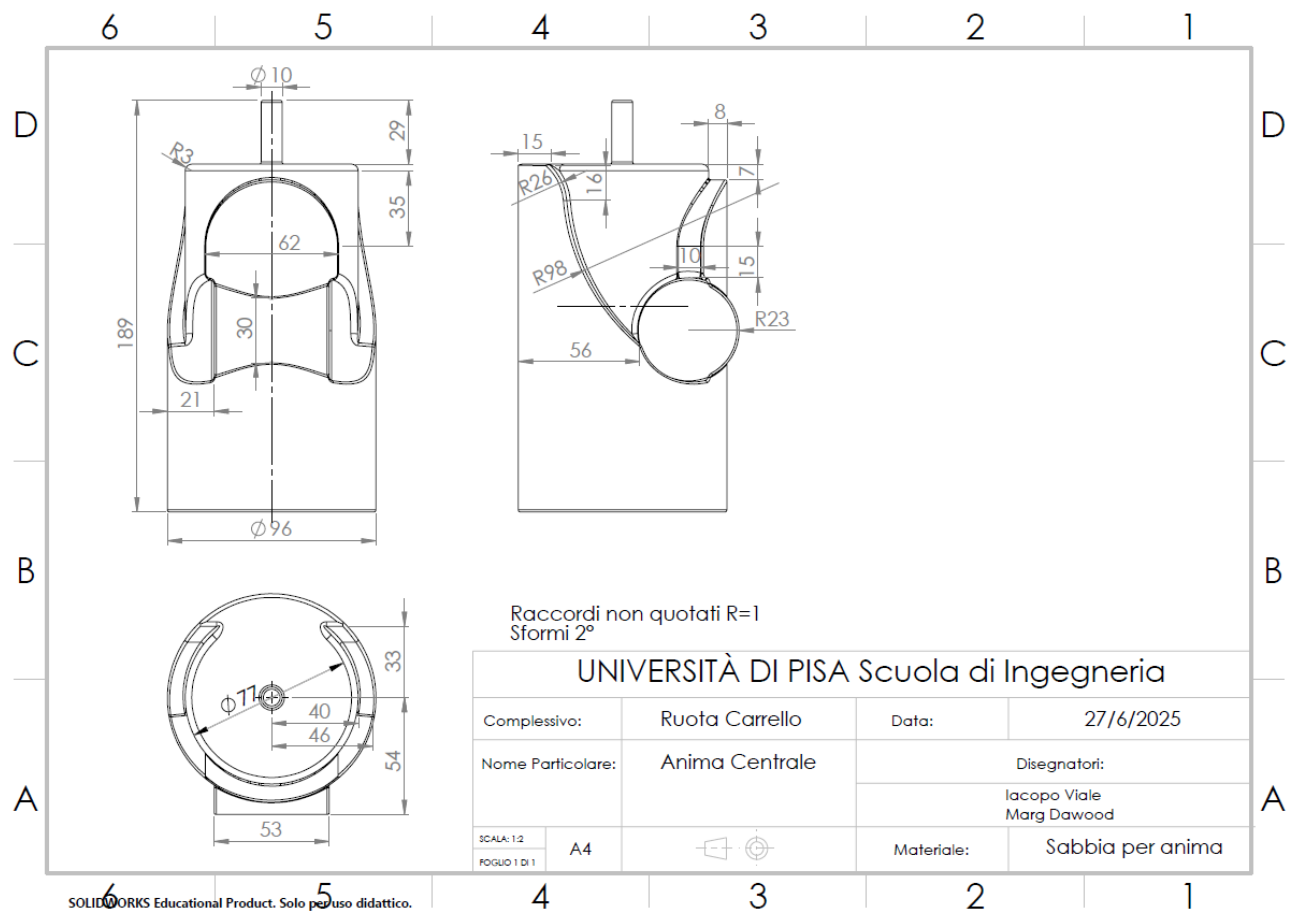 6 5 4 3 2 1
D D
C C
B B
A A
Ø 10
29
R3
35
62
189
30
21
Ø 96
8
15
7
R26
16
10
15
R98
R23
56
33
Ø 77
40
46
54
53
Raccordi non quotati R=1
Sformi 2°
UNIVERSITÀ DI PISA Scuola di Ingegneria
Complessivo: Ruota Carrello Data: 27/6/2025
Nome Particolare: Anima Centrale Disegnatori:
Iacopo Viale
Marg Dawood
SCALA: 1:2
FOGLIO 1 DI 1
A4
Materiale: Sabbia per anima
6 5 4 3 2 1
SOLIDWORKS Educational Product. Solo per uso didattico.